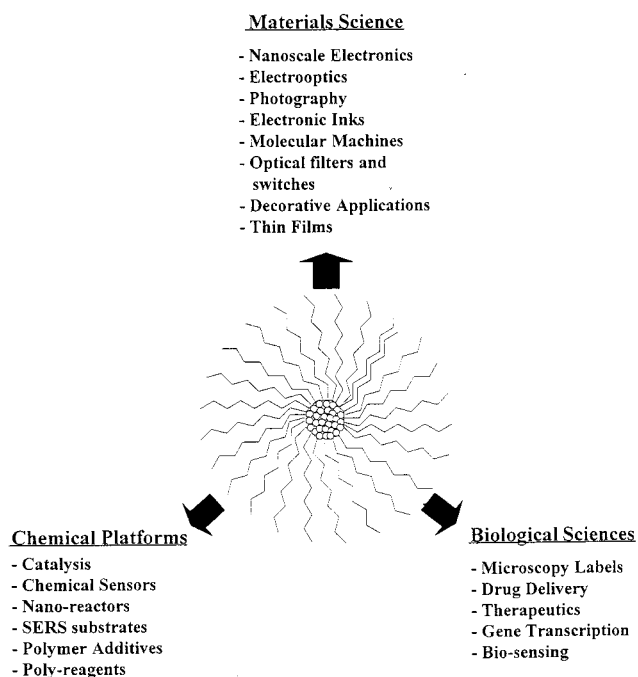 Materials Science
- Nanoscale Electronics
- Electrooptics
- Photography
- Electronic Inks
- Molecular Machines
- Optical filters and
switches
- Decorative Applications
- Thin Films
Chemical Platforms
- Catalysis
- Chemical Sensors
- Nano-reactors
- SERS substrates
- Polymer Additives
- Poly-reagents
Biological Sciences
- Microscopy Labels
- Drug Delivery
- Therapeutics
- Gene Transcription
- Bio-sensing